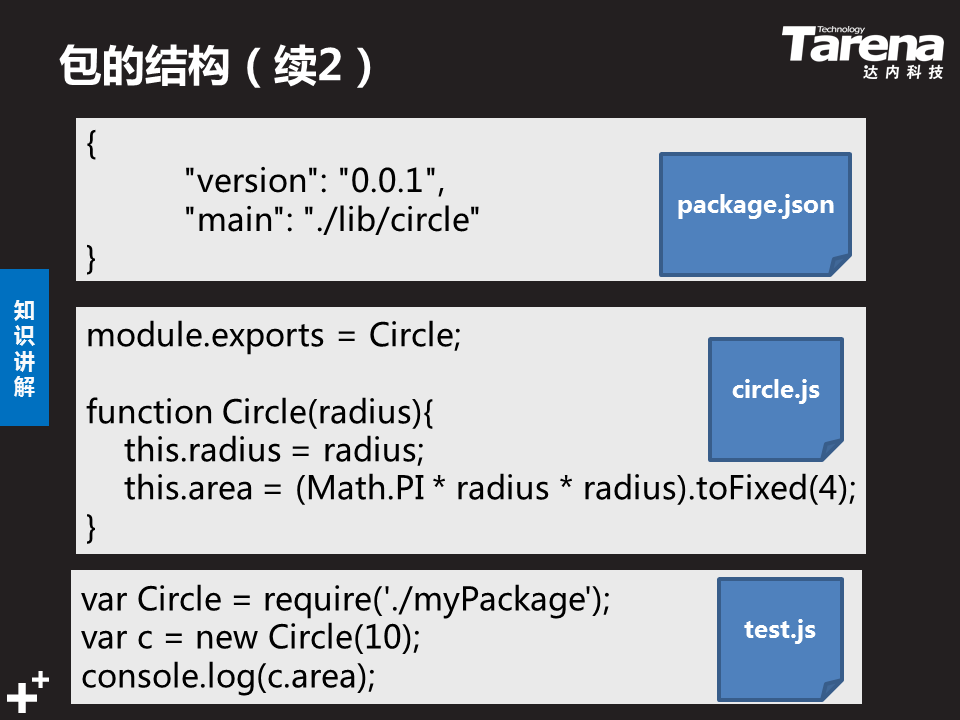 包的结构（续2）
Technology
Tarena
达内科技
{
"version": "0.0.1",
"main": "./lib/circle"
}
package.json
知识讲解
module.exports = Circle;
function Circle(radius){
this.radius = radius;
this.area = (Math.PI * radius * radius).toFixed(4);
}
circle.js
var Circle = require('./myPackage');
var c = new Circle(10);
console.log(c.area);
test.js